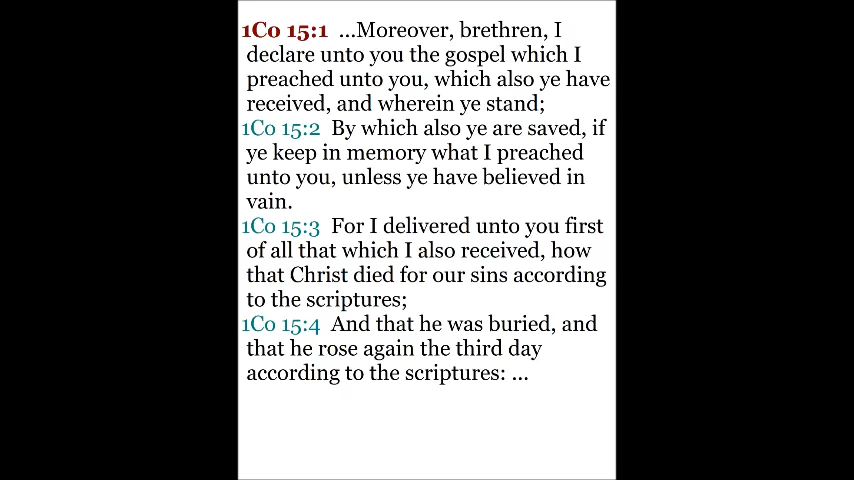 1Co 15:1 ...Moreover, brethren, I
declare unto you the gospel which I
preached unto you, which also ye have
received, and wherein ye stand;
1Co 15:2 By which also ye are saved, if
ye keep in memory what I preached
unto you, unless ye have believed in
vain.
1Co 15:3 For I delivered unto you first
of all that which I also received, how
that Christ died for our sins according
to the scriptures;
1Co 15:4 And that he was buried, and
that he rose again the third day
according to the scriptures: ...